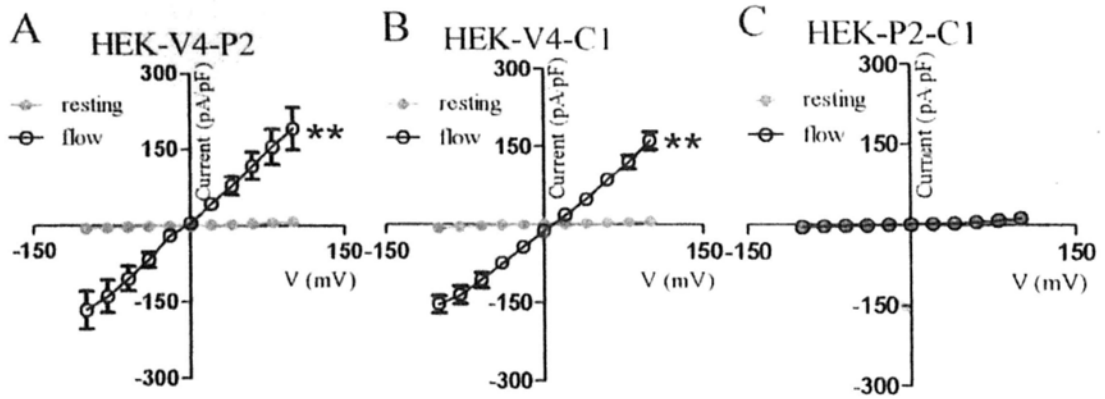 A
HEK-V4-P2
300
Current (pA/pF)
resting
flow
**
150
-150
150
V (mV)
-150
-300
B
HEK-V4-C1
300
Current (pA/pF)
resting
flow
**
150
-150
150
V (mV)
-150
-300
C
HEK-P2-C1
300
Current (pA/pF)
resting
flow
150
-150
150
V (mV)
-150
-300